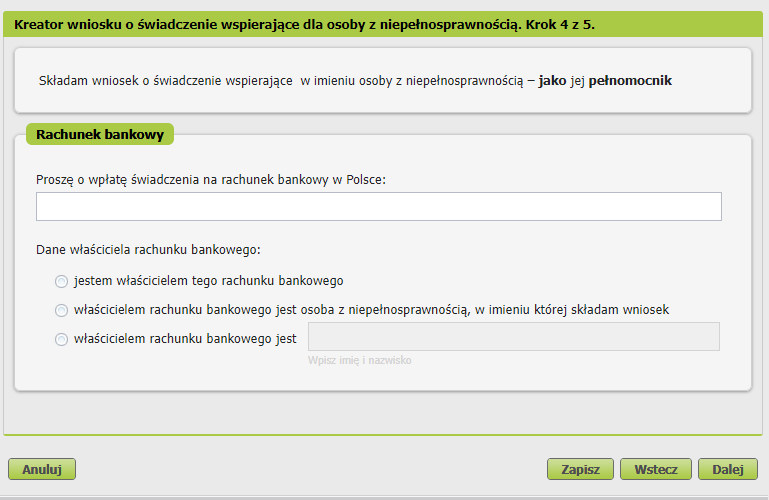 Kreator wniosku o świadczenie wspierające dla osoby z niepełnosprawnością. Krok 4 z 5.
Składam wniosek o świadczenie wspierające w imieniu osoby z niepełnosprawnością – jako jej pełnomocnik
Rachunek bankowy
Proszę o wpłatę świadczenia na rachunek bankowy w Polsce:
Dane właściciela rachunku bankowego:
jestem właścicielem tego rachunku bankowego
właścicielem rachunku bankowego jest osoba z niepełnosprawnością, w imieniu której składam wniosek
właścicielem rachunku bankowego jest
Wpisz imię i nazwisko
Anuluj Zapisz Wstecz Dalej